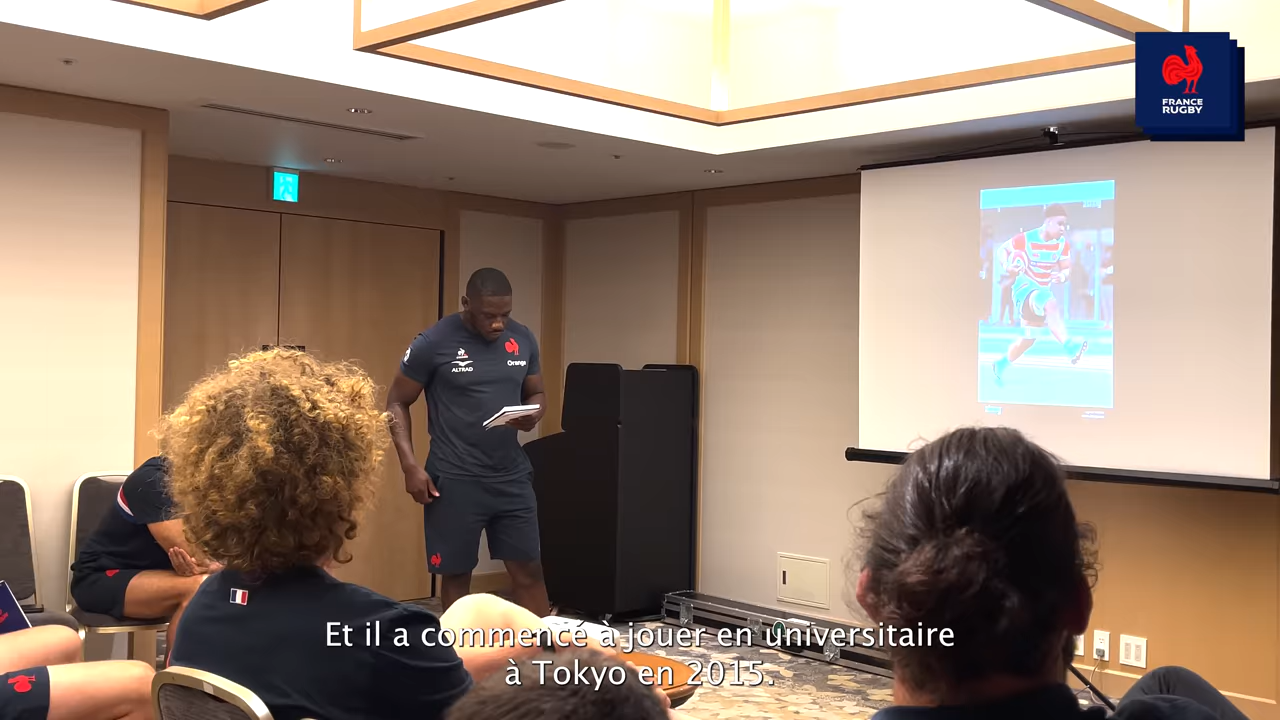 FRANCE
RUGBY
ALTRAD
Orange
Et il a commencé à jouer en universitaire
à Tokyo en 2015.